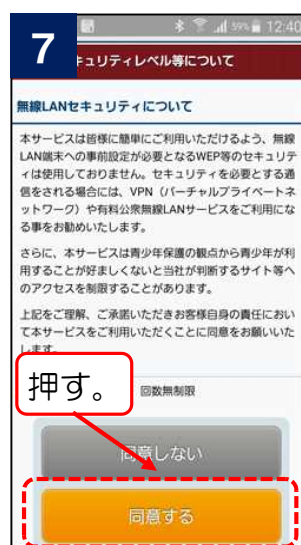 7
59% 12:40
キュリティレベル等について
無線LANセキュリティについて
本サービスは皆様に簡単にご利用いただけるよう、無線
LAN端末への事前設定が必要となるWEP等のセキュリテ
ィは使用しておりません。セキュリティを必要とする通
信をされる場合には、VPN（バーチャルプライベートネ
ットワーク）や有料公衆無線LANサービスをご利用にな
る事をお勧めいたします。
さらに、本サービスは青少年保護の観点から青少年が利
用することが好ましくないと当社が判断するサイト等へ
のアクセスを制限することがあります。
上記をご理解、ご承諾いただきお客様自身の責任におい
て本サービスをご利用いただくことに同意をお願いいた
します。
押す。
回数無制限
同意しない
同意する